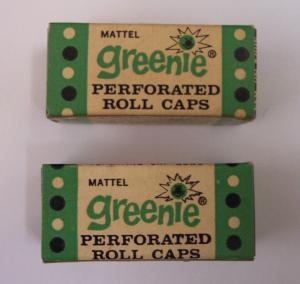 MATTEL
greenie®
PERFORATED
ROLL CAPS
MATTEL
greenie®
PERFORATED
ROLL CAPS